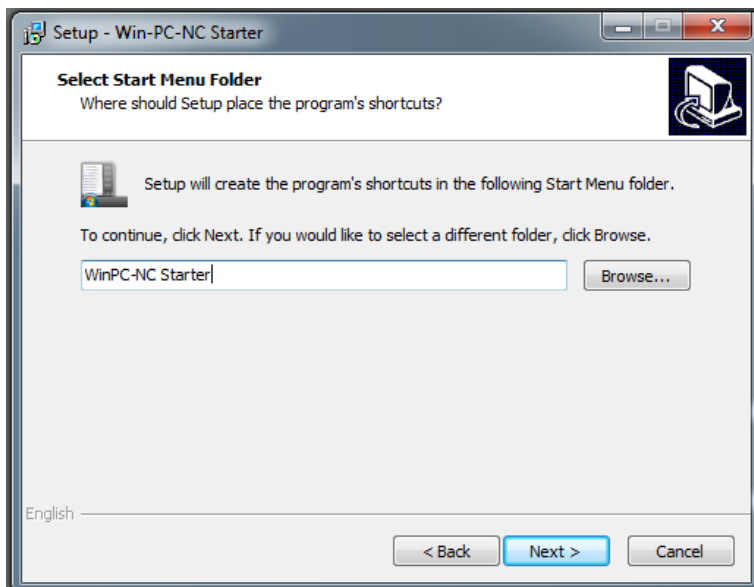 Setup - Win-PC-NC Starter
Select Start Menu Folder
Where should Setup place the program's shortcuts?
Setup will create the program's shortcuts in the following Start Menu folder.
To continue, click Next. If you would like to select a different folder, click Browse.
WinPC-NC Starter
Browse...
English
< Back
Next >
Cancel